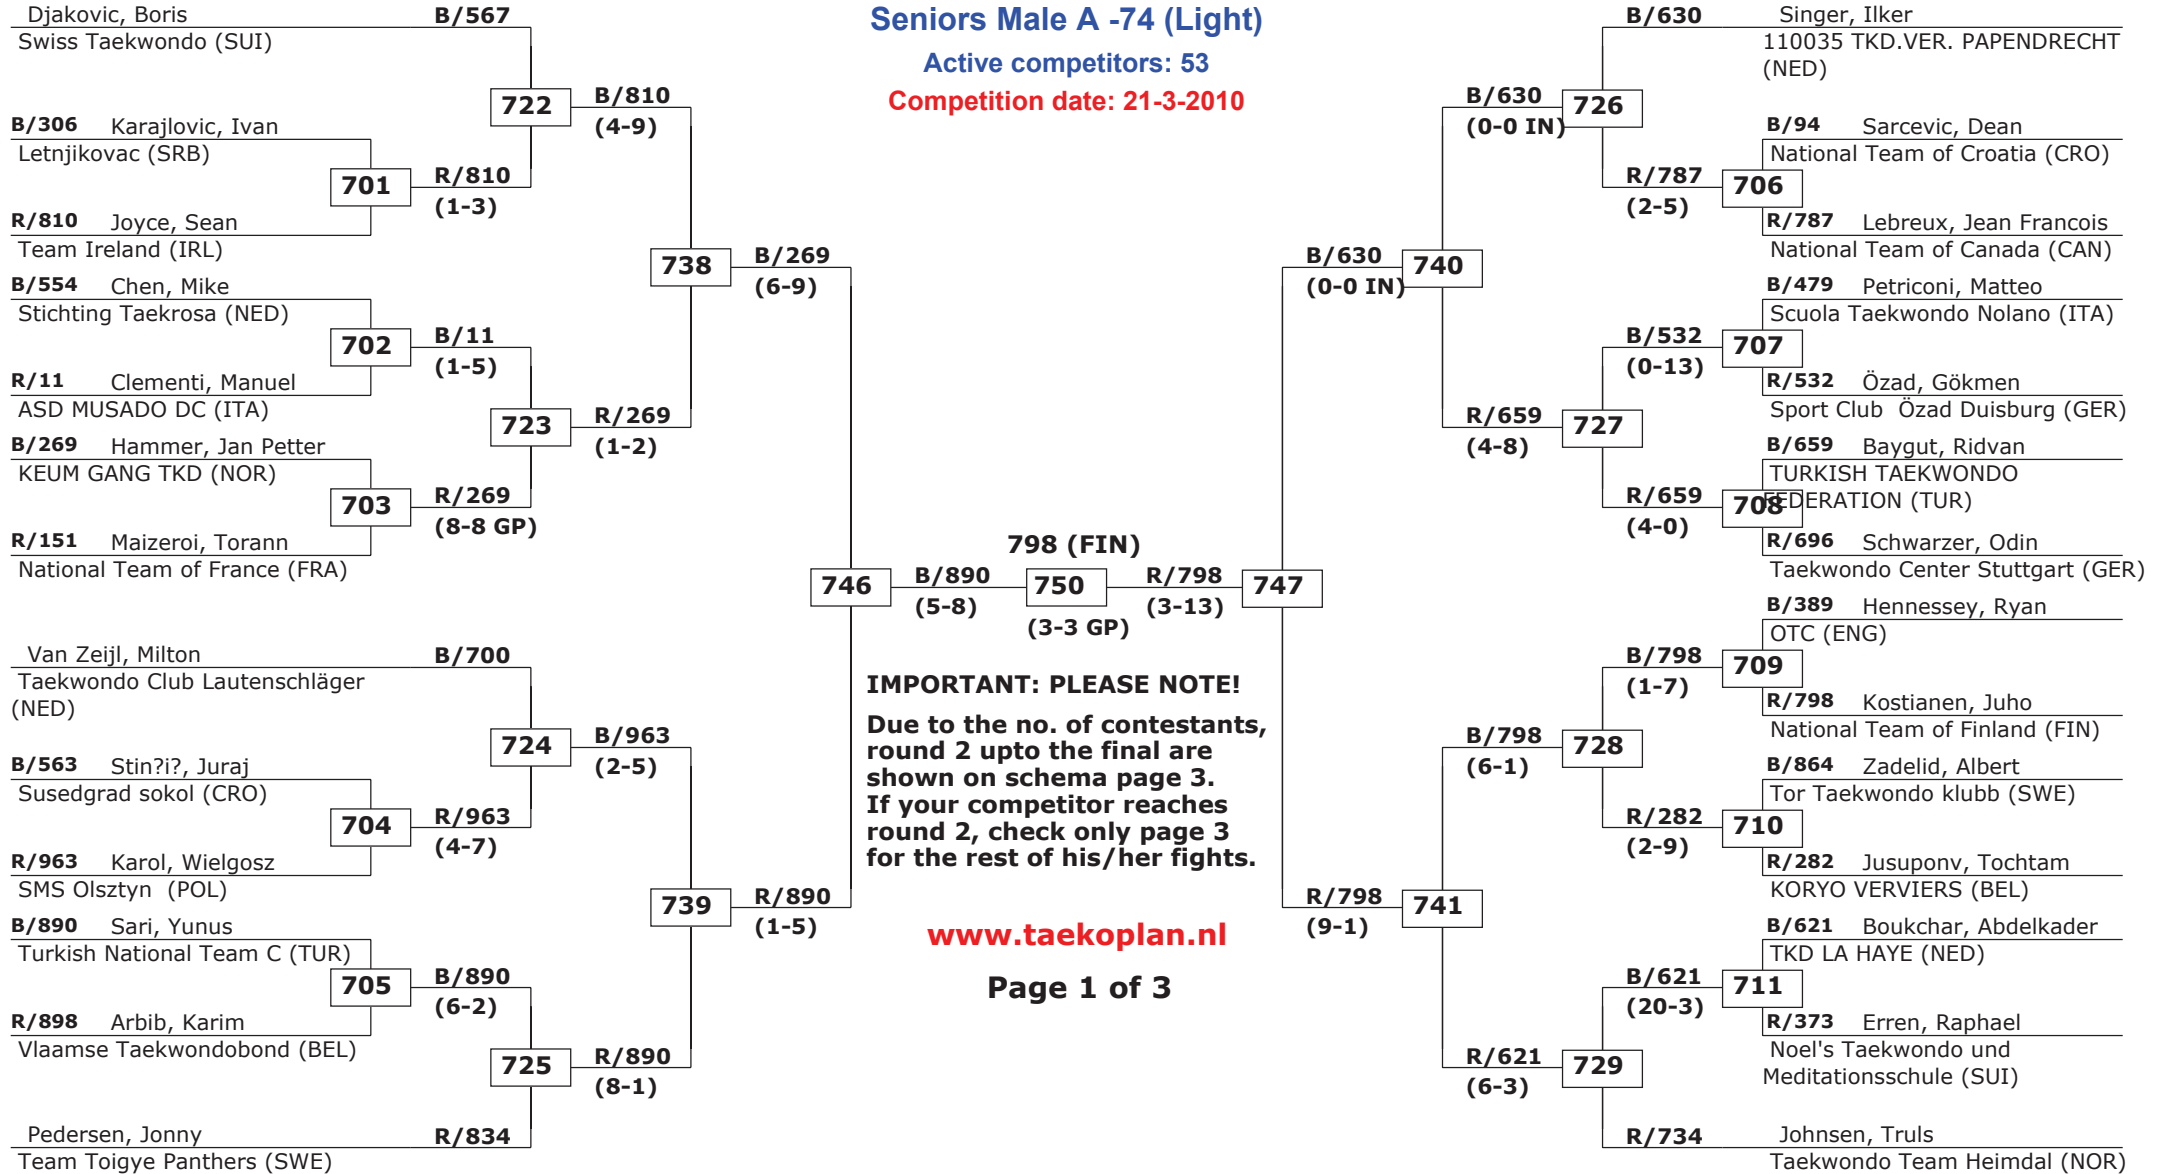 Seniors Male A -74 (Light)
Active competitors: 53
Competition date: 21-3-2010
Djakovic, Boris B/567
Swiss Taekwondo (SUI)
722 B/810
(4-9)
B/306 Karajlovic, Ivan
Letnjikovac (SRB)
701 R/810
(1-3)
R/810 Joyce, Sean
Team Ireland (IRL)
738 B/269
(6-9)
B/554 Chen, Mike
Stichting Taekrosa (NED)
702 B/11
(1-5)
R/11 Clementi, Manuel
ASD MUSADO DC (ITA)
723 R/269
(1-2)
B/269 Hammer, Jan Petter
KEUM GANG TKD (NOR)
703 R/269
(8-8 GP)
R/151 Maizeroi, Torann
National Team of France (FRA)
746 B/890
(5-8)
Van Zeijl, Milton B/700
Taekwondo Club Lautenschläger
(NED)
724 B/963
(2-5)
B/563 Stin?i?, Juraj
Susedgrad sokol (CRO)
704 R/963
(4-7)
R/963 Karol, Wielgosz
SMS Olsztyn (POL)
739 R/890
(1-5)
B/890 Sari, Yunus
Turkish National Team C (TUR)
705 B/890
(6-2)
R/898 Arbib, Karim
Vlaamse Taekwondobond (BEL)
725 R/890
(8-1)
Pedersen, Jonny R/834
Team Toigye Panthers (SWE)
798 (FIN)
750
(3-3 GP)
IMPORTANT: PLEASE NOTE!
Due to the no. of contestants,
round 2 upto the final are
shown on schema page 3.
If your competitor reaches
round 2, check only page 3
for the rest of his/her fights.
www.taekoplan.nl
Page 1 of 3
B/630 Singer, Ilker
110035 TKD.VER. PAPENDRECHT
(NED)
B/630 726
(0-0 IN)
B/94 Sarcevic, Dean
National Team of Croatia (CRO)
R/787 706
(2-5)
R/787 Lebreux, Jean Francois
National Team of Canada (CAN)
B/630 740
(0-0 IN)
B/479 Petriconi, Matteo
Scuola Taekwondo Nolano (ITA)
B/532 707
(0-13)
R/532 Özad, Gökmen
Sport Club Özad Duisburg (GER)
R/659 727
(4-8)
B/659 Baygut, Ridvan
TURKISH TAEKWONDO
FEDERATION (TUR)
R/659 708
(4-0)
R/696 Schwarzer, Odin
Taekwondo Center Stuttgart (GER)
R/798 747
(3-13)
B/389 Hennessey, Ryan
OTC (ENG)
B/798 709
(1-7)
R/798 Kostianen, Juho
National Team of Finland (FIN)
B/798 728
(6-1)
B/864 Zadelid, Albert
Tor Taekwondo klubb (SWE)
R/282 710
(2-9)
R/282 Jusuponv, Tochtam
KORYO VERVIERS (BEL)
R/798 741
(9-1)
B/621 Boukchar, Abdelkader
TKD LA HAYE (NED)
B/621 711
(20-3)
R/373 Erren, Raphael
Noel's Taekwondo und
Meditationsschule (SUI)
R/621 729
(6-3)
R/734 Johnsen, Truls
Taekwondo Team Heimdal (NOR)